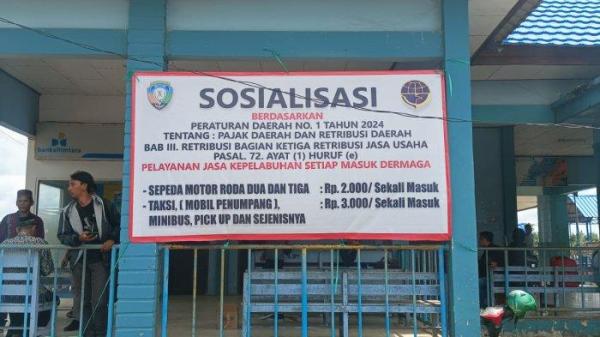 SOSIALISASI
BERDASARKAN
PERATURAN DAERAH NO. 1 TAHUN 2024
TENTANG : PAJAK DAERAH DAN RETRIBUSI DAERAH
BAB III. RETRIBUSI BAGIAN KETIGA RETRIBUSI JASA USAHA
PASAL. 72. AYAT (1) HURUF (e)
PELAYANAN JASA KEPELABUHAN SETIAP MASUK DERMAGA
- SEPEDA MOTOR RODA DUA DAN TIGA : Rp. 2.000/ Sekali Masuk
- TAKSI, ( MOBIL PENUMPANG ), : Rp. 3.000/ Sekali Masuk
MINIBUS, PICK UP DAN SEJENISNYA
bankaltimtara